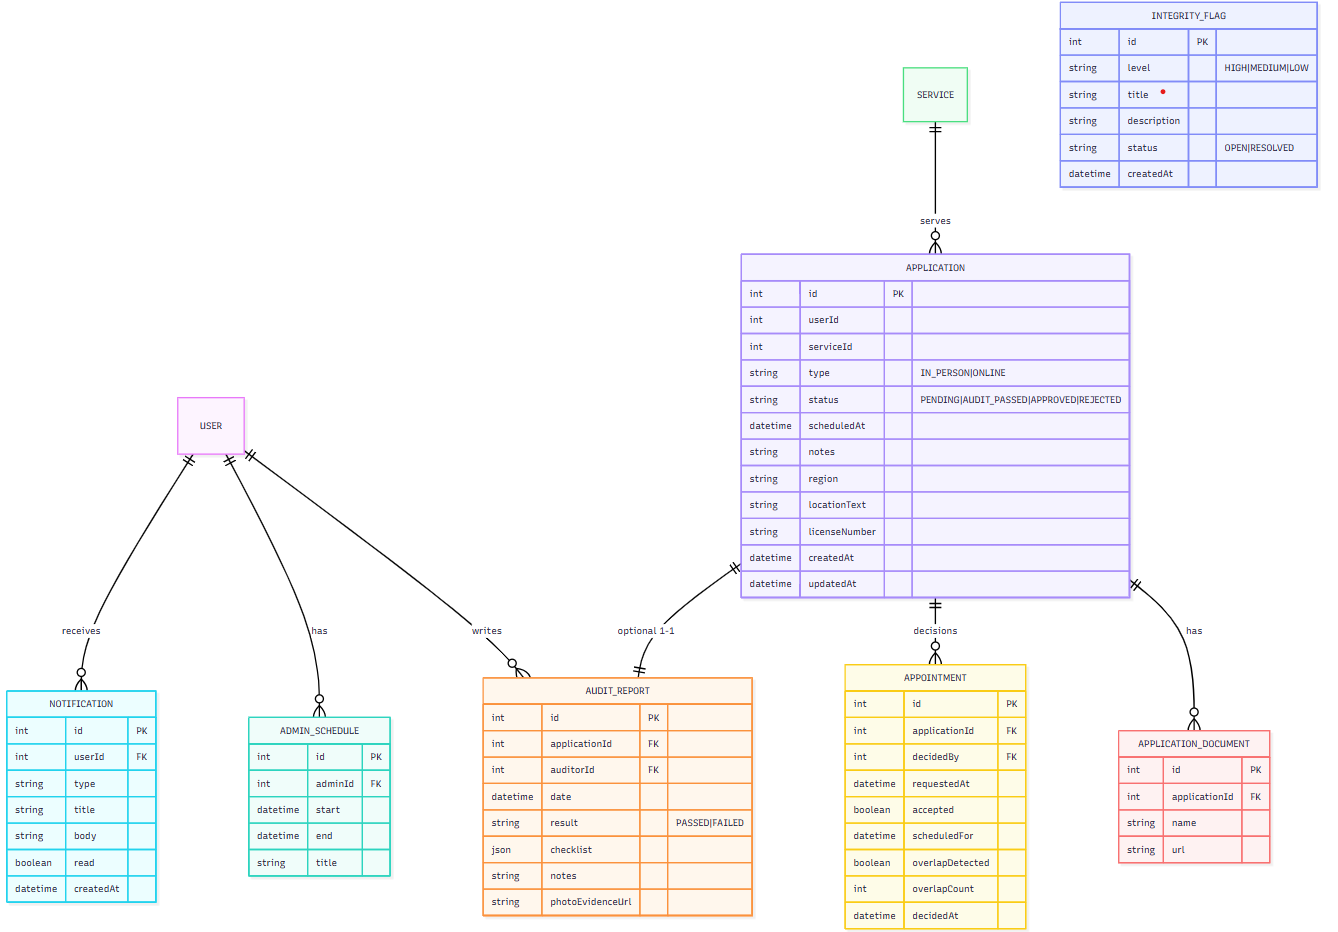 INTEGRITY_FLAG
int id PK
string level HIGH|MEDIUM|LOW
string title
string description
string status OPEN|RESOLVED
datetime createdAt
SERVICE
serves
APPLICATION
int id PK
int userId
int serviceId
string type IN_PERSON|ONLINE
string status PENDING|AUDIT_PASSED|APPROVED|REJECTED
datetime scheduledAt
string notes
string region
string locationText
string licenseNumber
datetime createdAt
datetime updatedAt
USER
receives
has
writes
optional 1-1
decisions
has
NOTIFICATION
int id PK
int userId FK
string type
string title
string body
boolean read
datetime createdAt
ADMIN_SCHEDULE
int id PK
int adminId FK
datetime start
datetime end
string title
AUDIT_REPORT
int id PK
int applicationId FK
int auditorId FK
datetime date
string result PASSED|FAILED
json checklist
string notes
string photoEvidenceUrl
APPOINTMENT
int id PK
int applicationId FK
int decidedBy FK
datetime requestedAt
boolean accepted
datetime scheduledFor
boolean overlapDetected
int overlapCount
datetime decidedAt
APPLICATION_DOCUMENT
int id PK
int applicationId FK
string name
string url